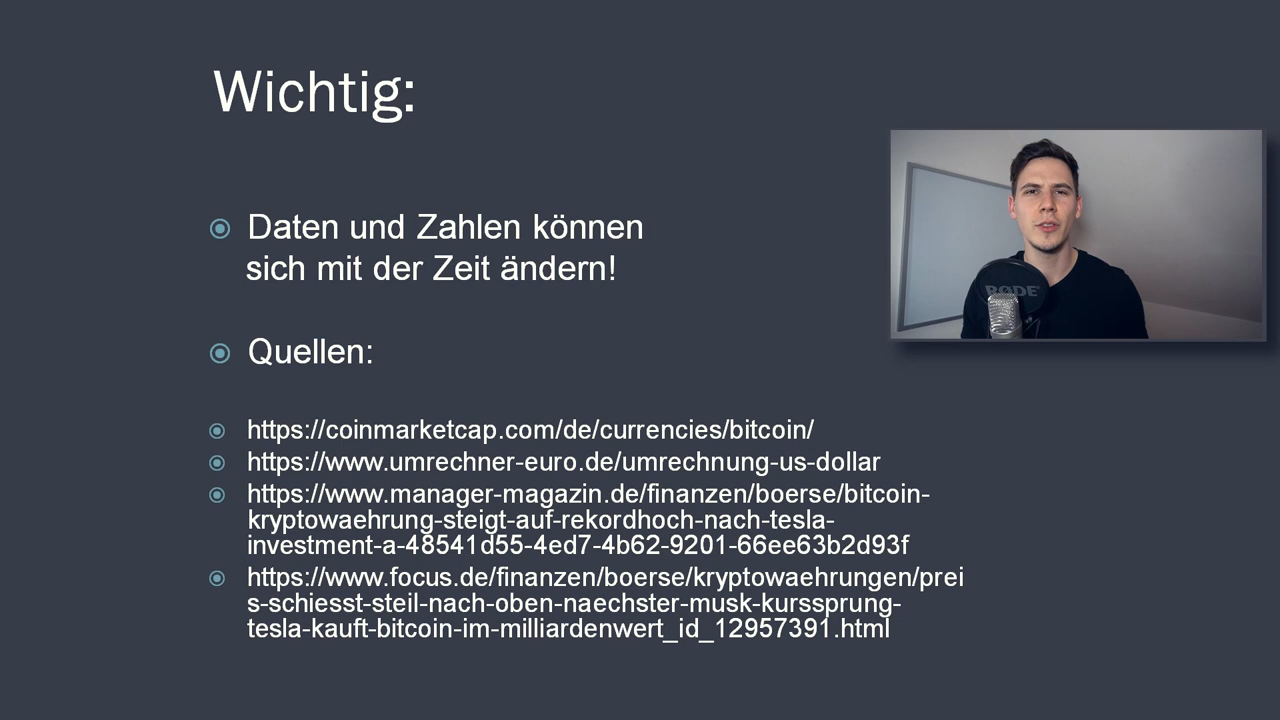 Wichtig:
Daten und Zahlen können
sich mit der Zeit ändern!
Quellen:
https://coinmarketcap.com/de/currencies/bitcoin/
https://www.umrechner-euro.de/umrechnung-us-dollar
https://www.manager-magazin.de/finanzen/boerse/bitcoin-
kryptowaehrung-steigt-auf-rekordhoch-nach-tesla-
investment-a-48541d55-4ed7-4b62-9201-66ee63b2d93f
https://www.focus.de/finanzen/boerse/kryptowaehrungen/prei
s-schiesst-steil-nach-oben-naechster-musk-kurssprung-
tesla-kauft-bitcoin-im-milliardenwert_id_12957391.html
RØDE